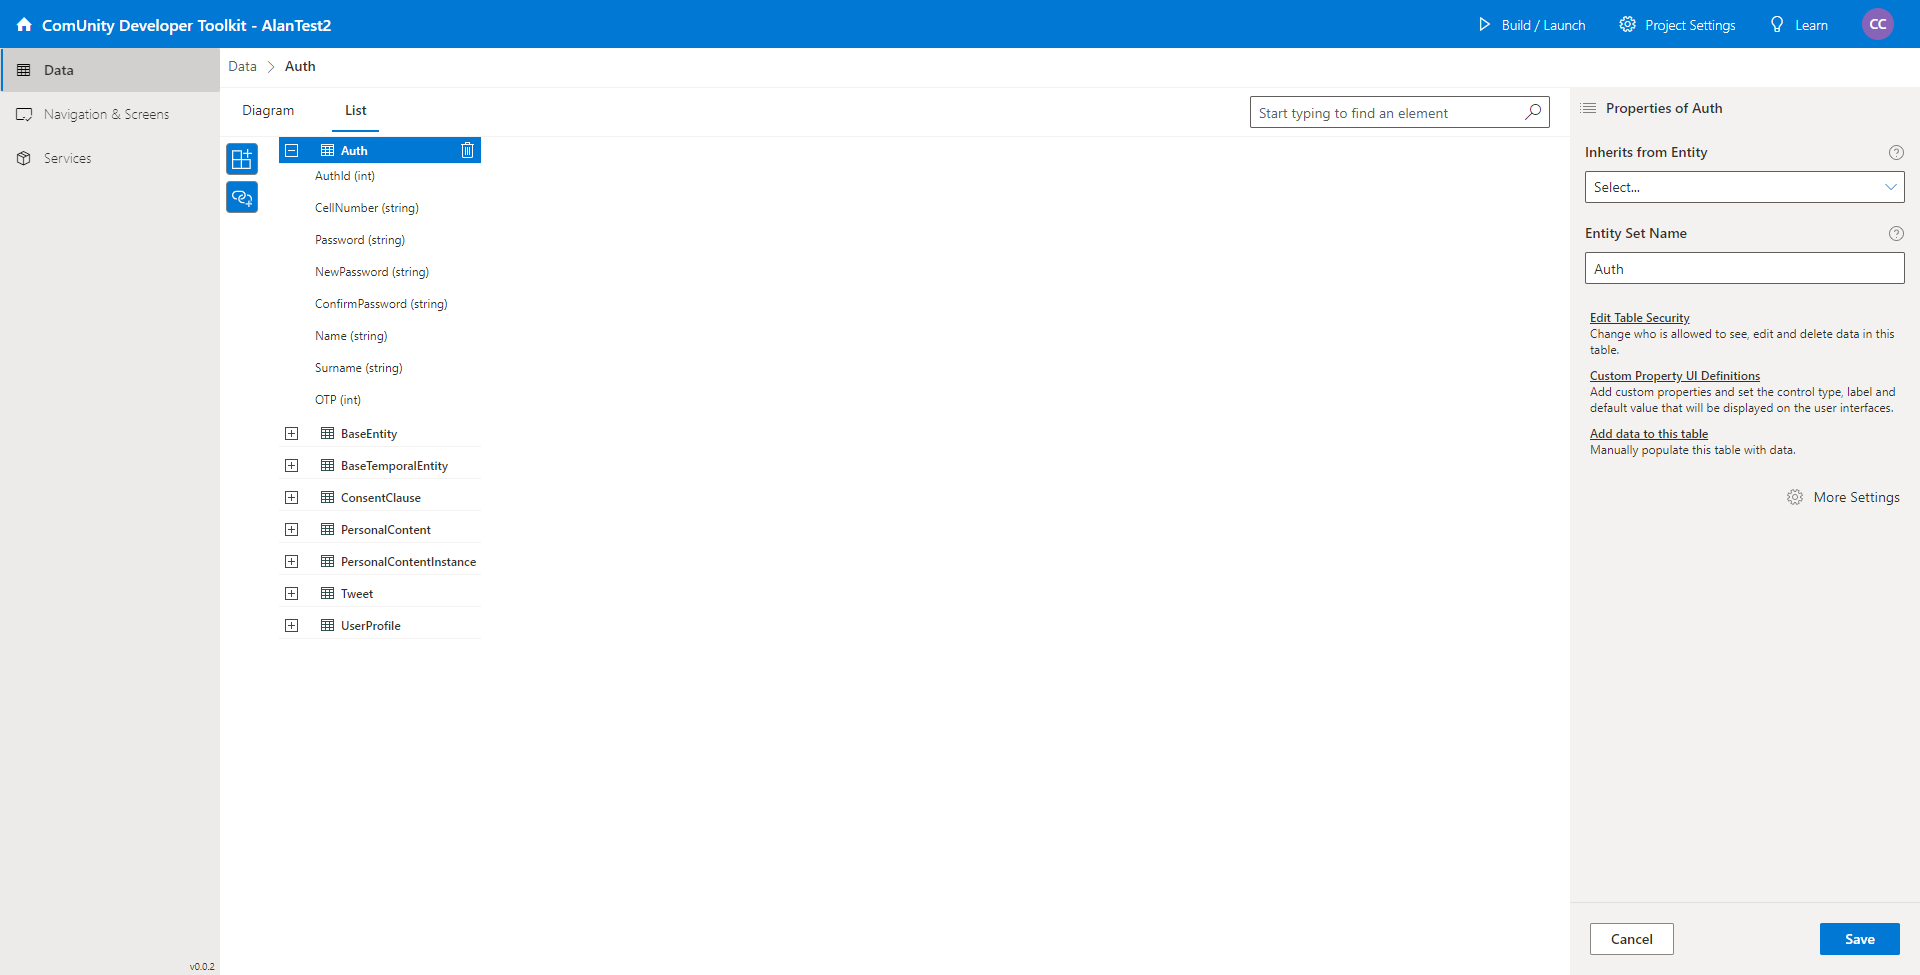 ComUnity Developer Toolkit - AlanTest2
Build / Launch
Project Settings
Learn
CC
Data
Navigation & Screens
Services
v0.0.2
Data
Auth
Diagram
List
Start typing to find an element
Auth
AuthId (int)
CellNumber (string)
Password (string)
NewPassword (string)
ConfirmPassword (string)
Name (string)
Surname (string)
OTP (int)
BaseEntity
BaseTemporalEntity
ConsentClause
PersonalContent
PersonalContentInstance
Tweet
UserProfile
Properties of Auth
Inherits from Entity
Select...
Entity Set Name
Auth
Edit Table Security
Change who is allowed to see, edit and delete data in this
table.
Custom Property UI Definitions
Add custom properties and set the control type, label and
default value that will be displayed on the user interfaces.
Add data to this table
Manually populate this table with data.
More Settings
Cancel
Save